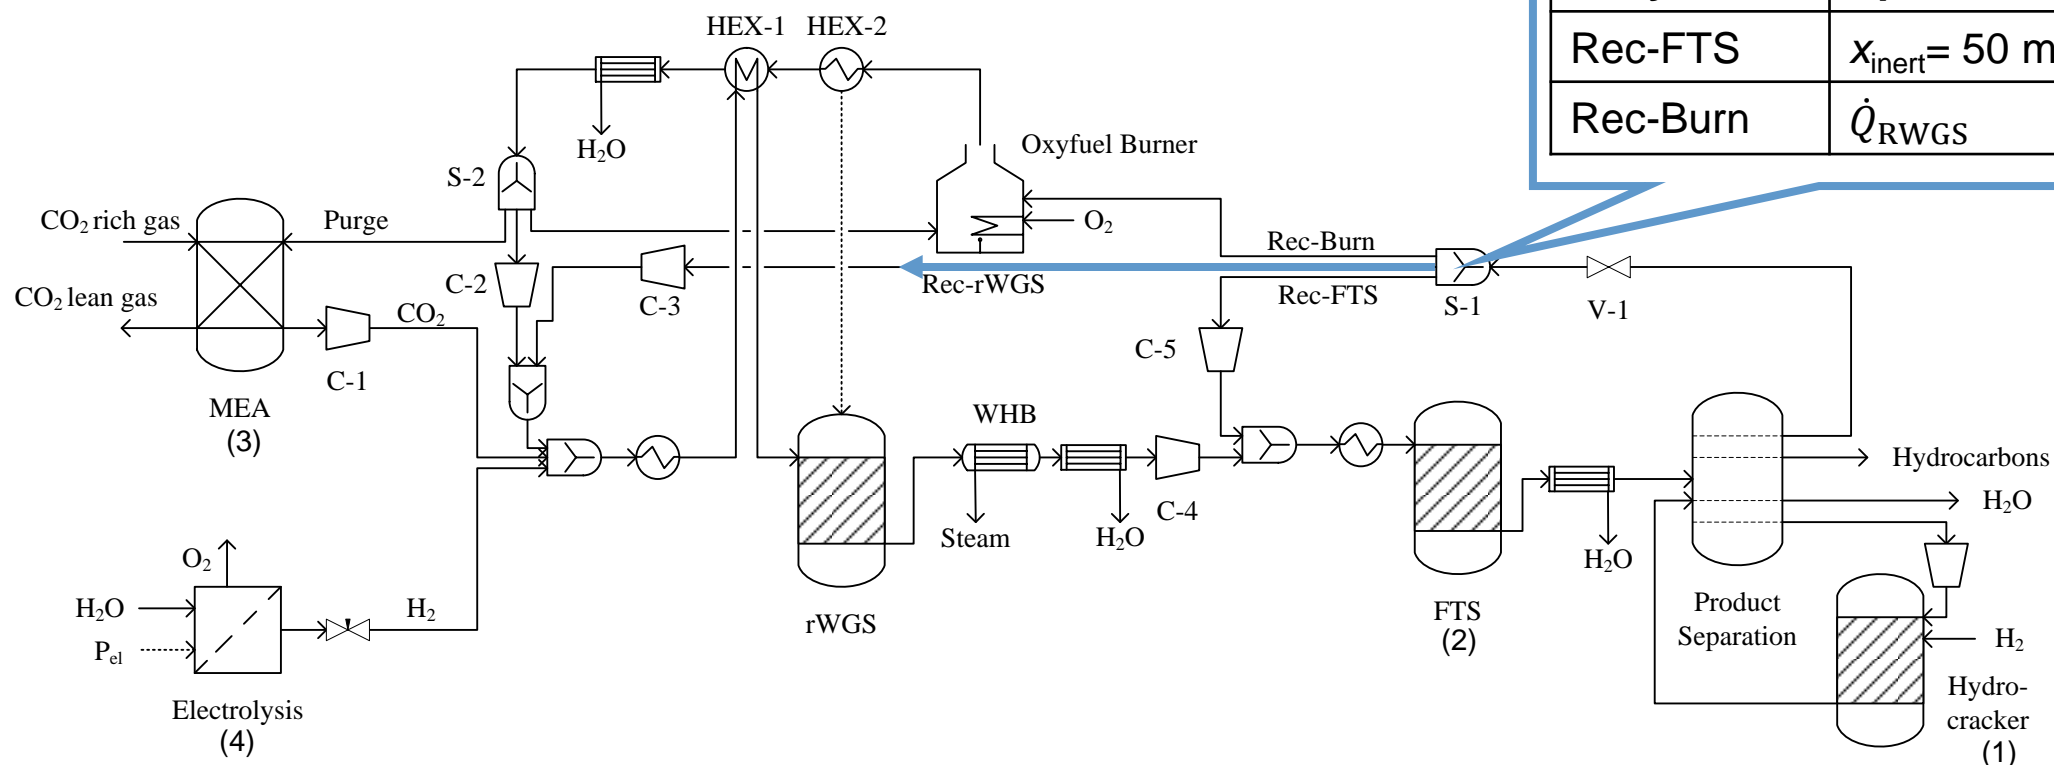 HEX-1 HEX-2
Rec-FTS
xinert= 50 m
Rec-Burn
Q̇RWGS
H2O
Oxyfuel Burner
S-2
CO2 rich gas
Purge
O2
Rec-Burn
C-2
Rec-rWGS
Rec-FTS
CO2 lean gas
CO2
C-3
S-1
V-1
C-1
C-5
MEA
(3)
WHB
Hydrocarbons
H2O
C-4
Steam
H2O
O2
H2O
H2O
H2
Pel
rWGS
FTS
(2)
Product
Separation
H2
Hydro-
cracker
(1)
Electrolysis
(4)